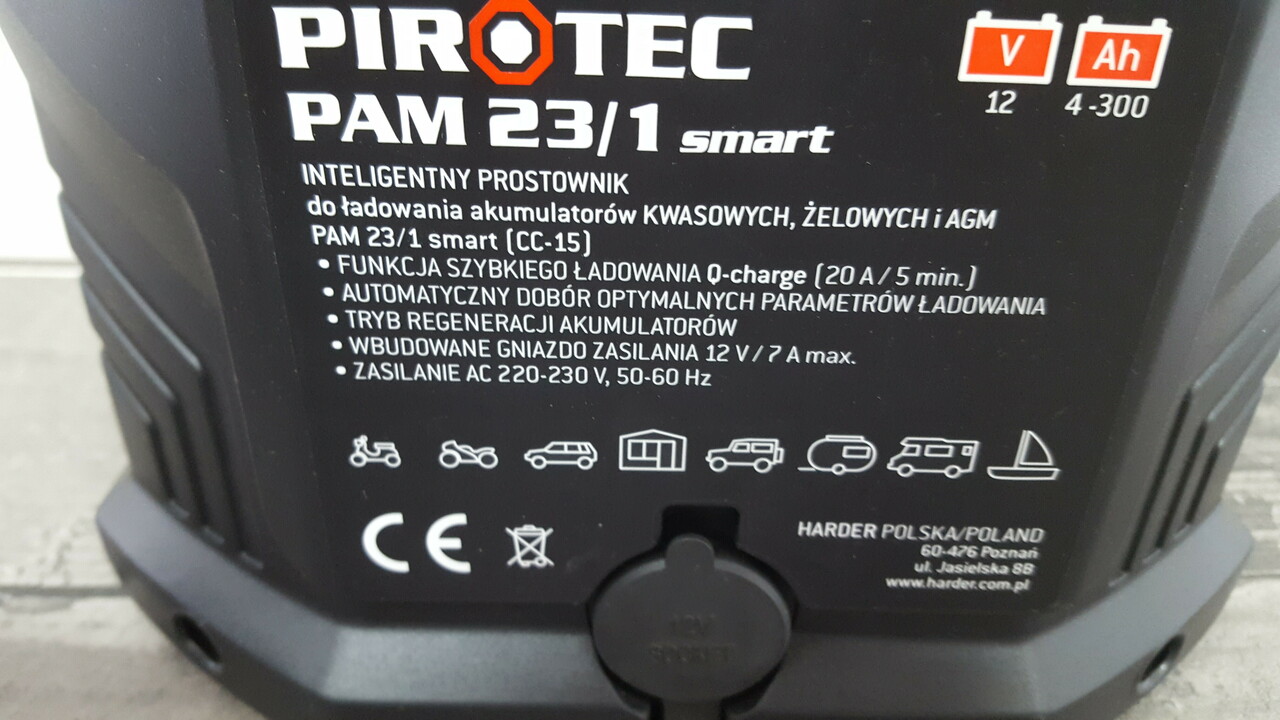 PIROTEC
PAM 23/1 smart
V
Ah
12
4-300
INTELIGENTNY PROSTOWNIK
do ładowania akumulatorów KWASOWYCH, ŻELOWYCH i AGM
PAM 23/1 smart (CC-15)
• FUNKCJA SZYBKIEGO ŁADOWANIA Q-charge (20 A / 5 min.)
• AUTOMATYCZNY DOBÓR OPTYMALNYCH PARAMETRÓW ŁADOWANIA
• TRYB REGENERACJI AKUMULATORÓW
• WBUDOWANE GNIAZDO ZASILANIA 12 V / 7 A max.
• ZASILANIE AC 220-230 V, 50-60 Hz
CE
HARDER POLSKA/POLAND
60-476 Poznań
ul. Jasielska 8B
www.harder.com.pl
12V
SOCKET